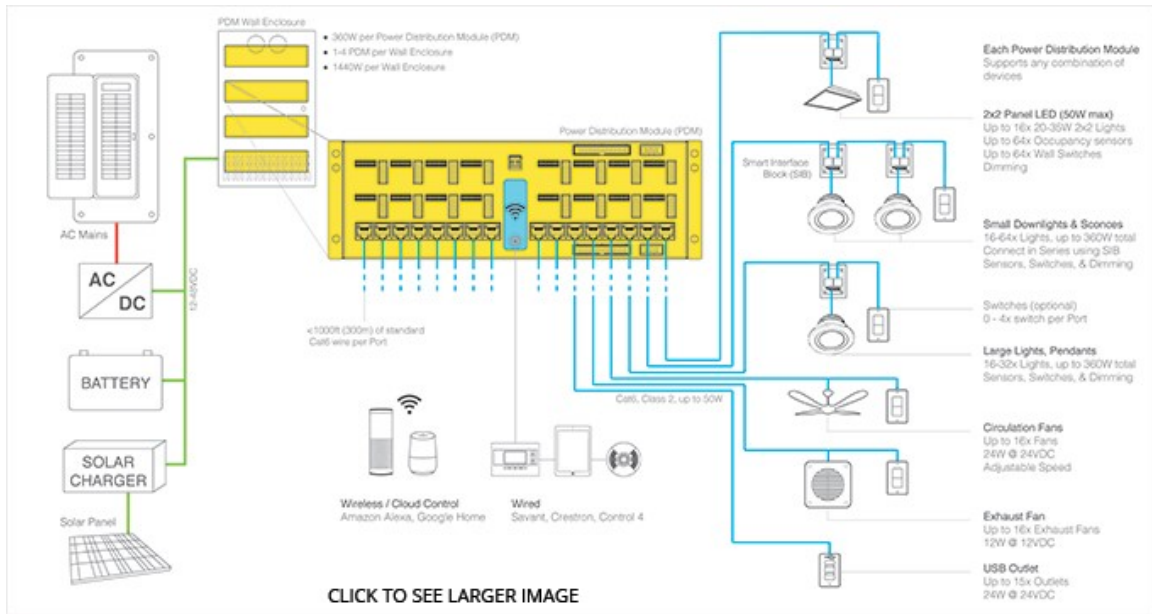 PDM Wall Enclosure
• 360W per Power Distribution Module (PDM)
• 1-4 PDM per Wall Enclosure
• 1440W per Wall Enclosure
AC Mains
AC
DC
12-48VDC
BATTERY
SOLAR
CHARGER
Solar Panel
Power Distribution Module (PDM)
<1000ft (300m) of standard
Cat6 wire per Port
Smart Interface
Block (SIB)
Cat6, Class 2, up to 50W
Wireless / Cloud Control
Amazon Alexa, Google Home
Wired
Savant, Crestron, Control 4
Each Power Distribution Module
Supports any combination of
devices
2x2 Panel LED (50W max)
Up to 16x 20-35W 2x2 Lights
Up to 64x Occupancy sensors
Up to 64x Wall Switches
Dimming
Small Downlights & Sconces
16-64x Lights, up to 360W total
Connect in Series using SIB
Sensors, Switches, & Dimming
Switches (optional)
0 - 4x switch per Port
Large Lights, Pendants
16-32x Lights, up to 360W total
Sensors, Switches, & Dimming
Circulation Fans
Up to 16x Fans
24W @ 24VDC
Adjustable Speed
Exhaust Fan
Up to 16x Exhaust Fans
12W @ 12VDC
USB Outlet
Up to 15x Outlets
24W @ 24VDC
CLICK TO SEE LARGER IMAGE